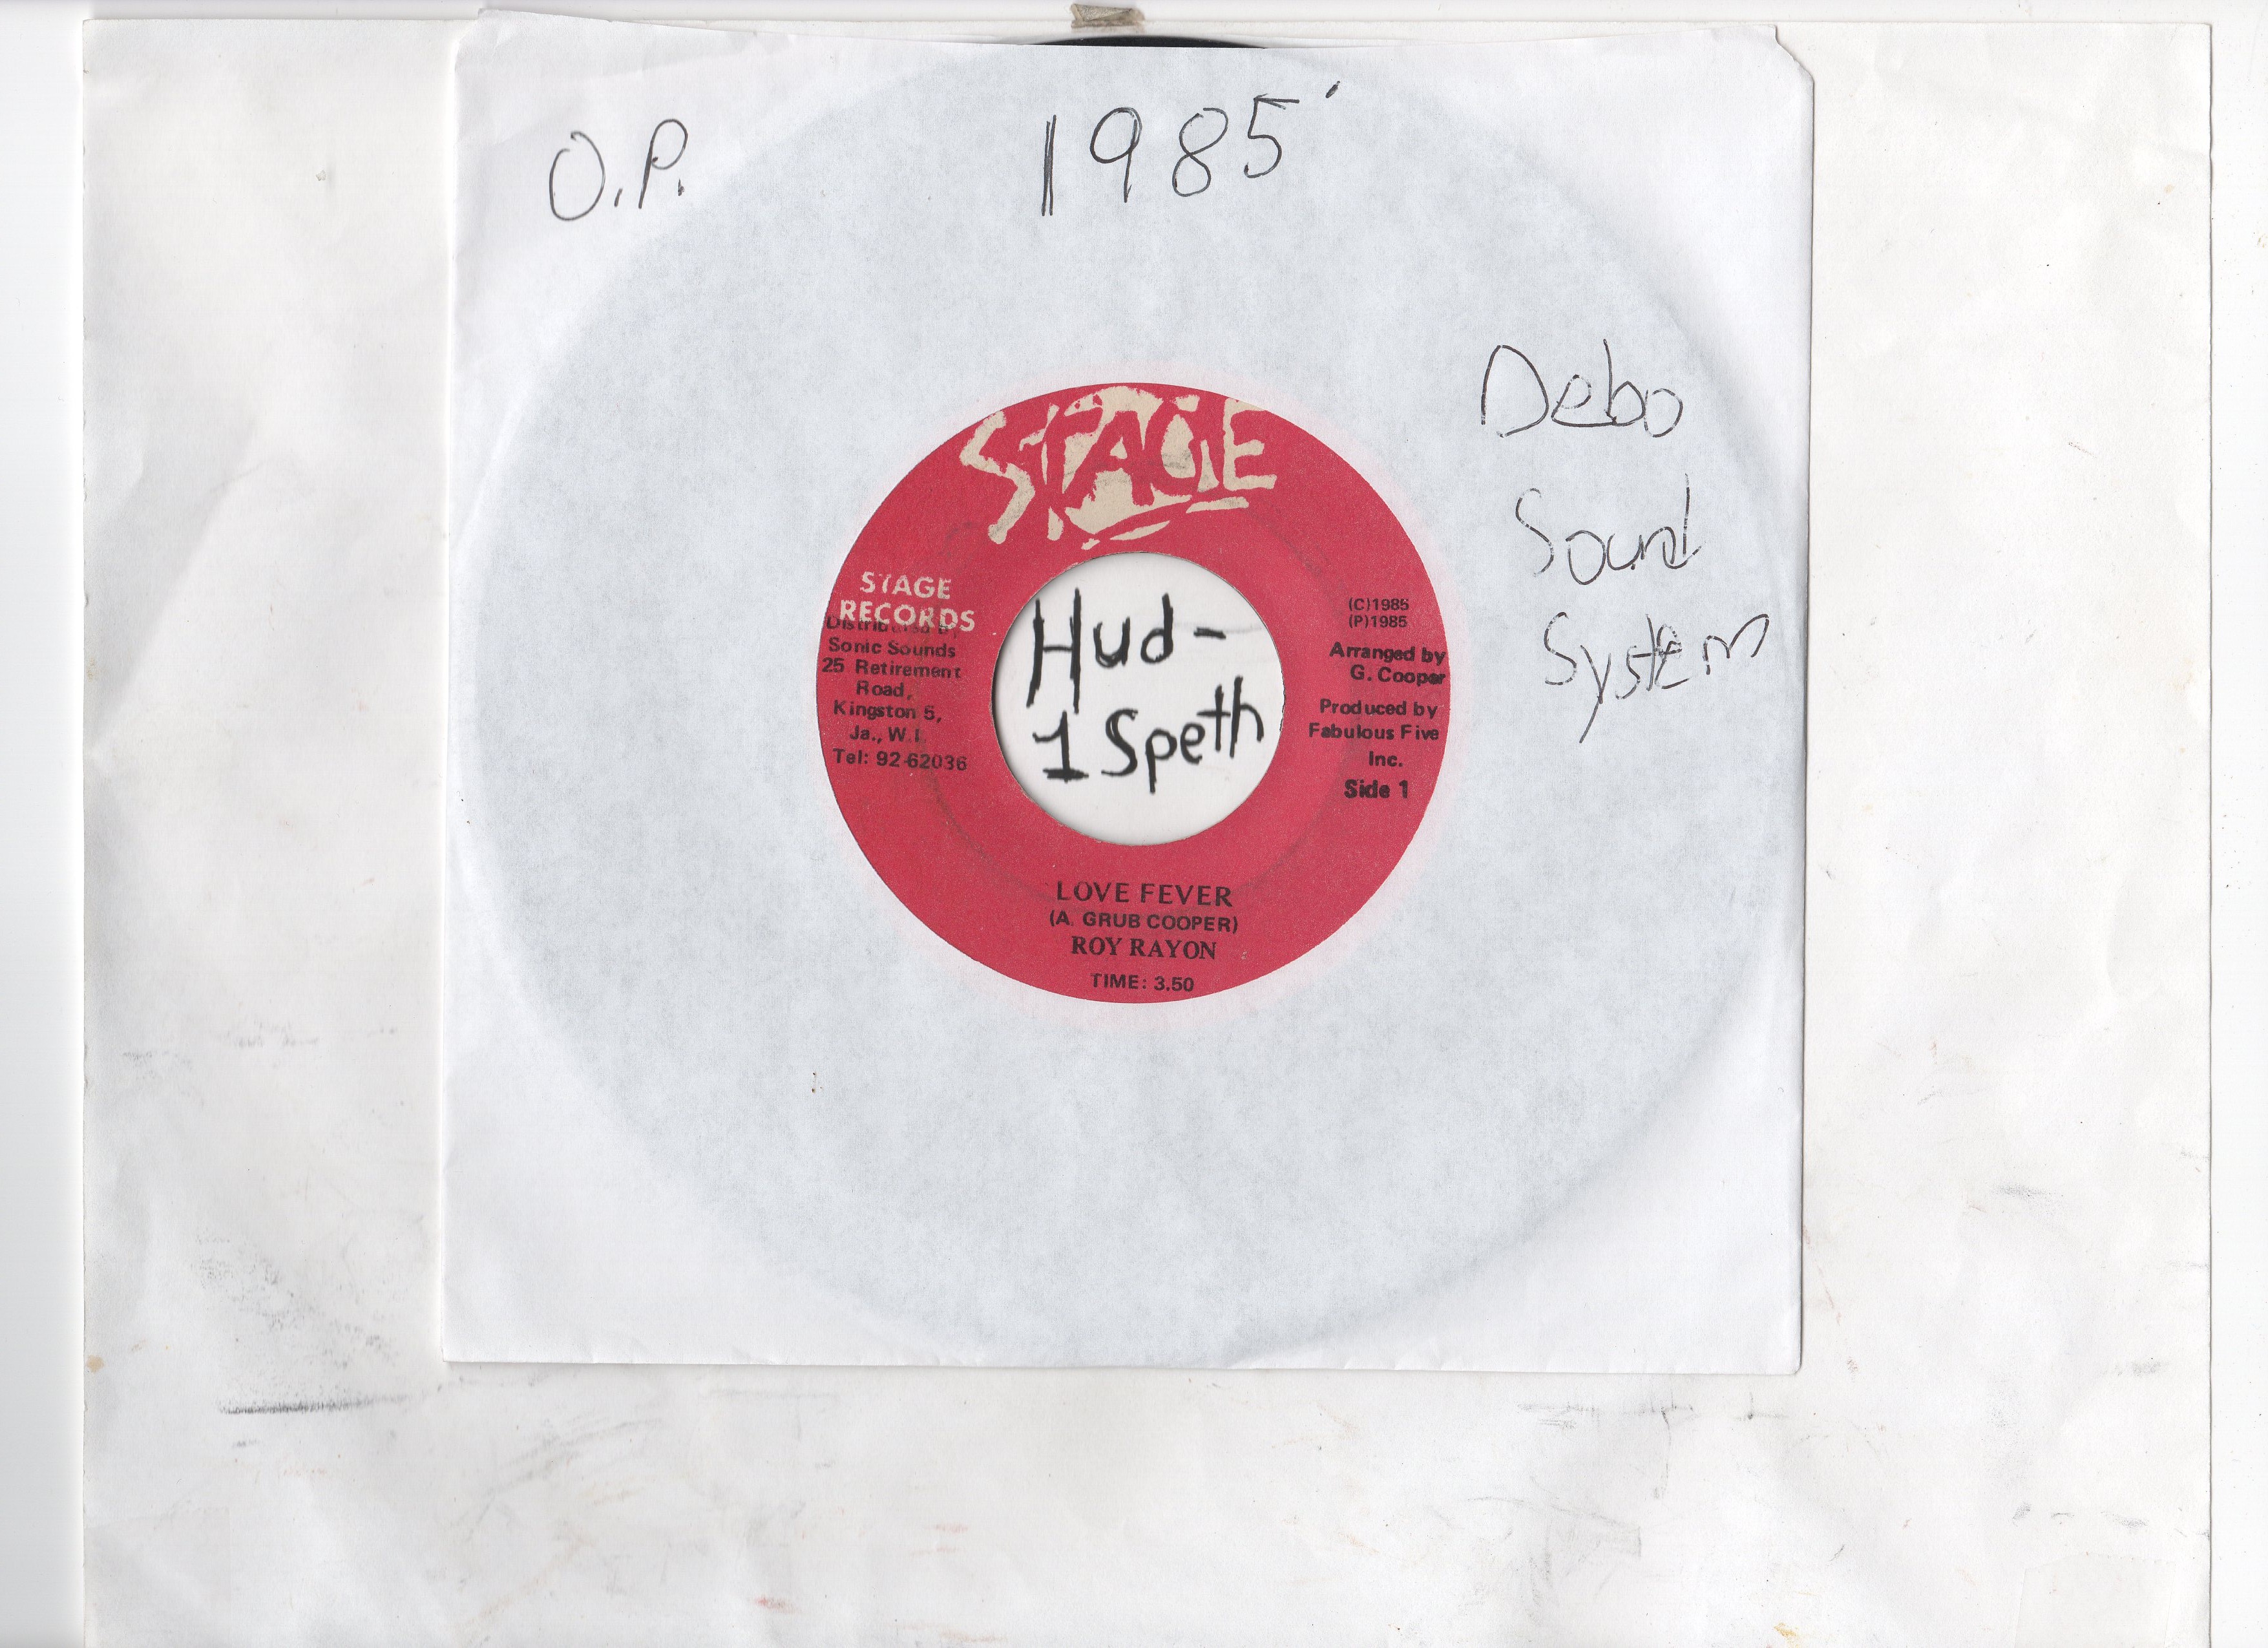 O.P.
1985'
Debo
Sound
System
STAGE
STAGE
RECORDS
Distributed by
Sonic Sounds
25 Retirement
Road,
Kingston 5,
Ja., W.I.
Tel: 92-62036
Hud-
1 Speth
(C)1985
(P)1985
Arranged by
G. Cooper
Produced by
Fabulous Five
Inc.
Side 1
LOVE FEVER
(A. GRUB COOPER)
ROY RAYON
TIME: 3.50